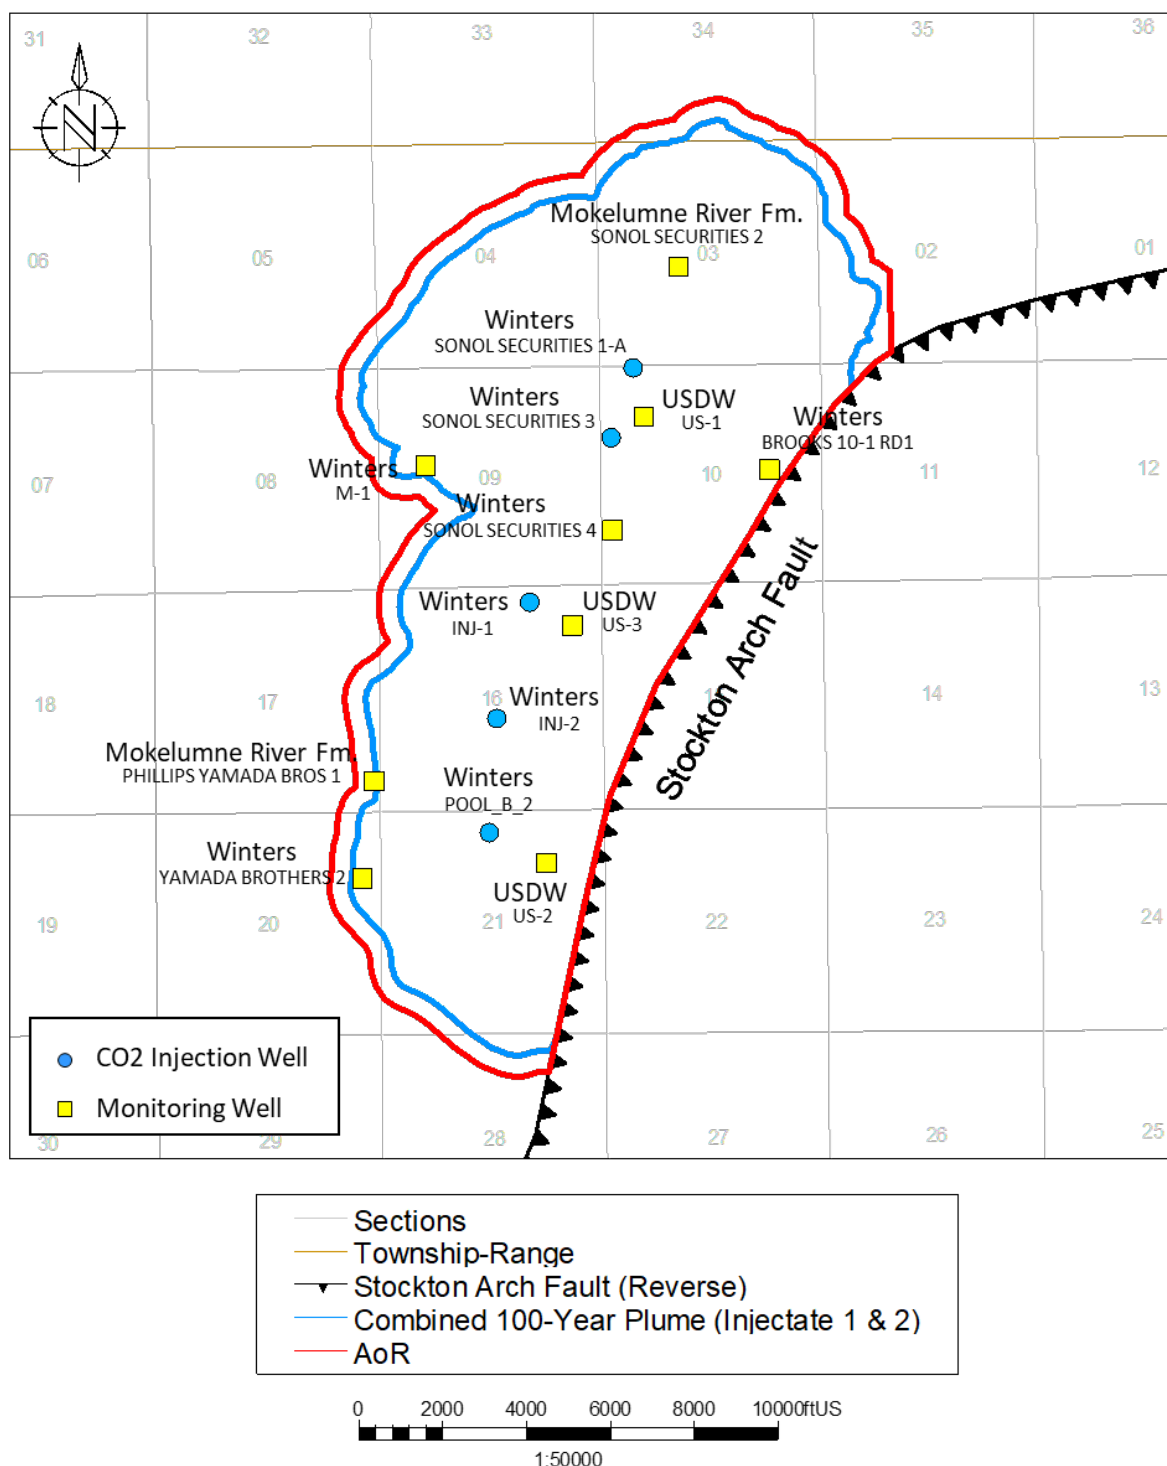 31 32 33 34 35 36
N
Mokelumne River Fm.
SONOL SECURITIES 2
06 05 04 03 02 01
Winters
SONOL SECURITIES 1-A
Winters
SONOL SECURITIES 3
USDW
US-1
Winters
BROOKS 10-1 RD1
Winters
M-1
07 08 09 10 11 12
Winters
SONOL SECURITIES 4
Stockton Arch Fault
Winters
INJ-1
USDW
US-3
18 17 16 15 14 13
Winters
INJ-2
Mokelumne River Fm.
PHILLIPS YAMADA BROS 1
Winters
POOL_B_2
Winters
YAMADA BROTHERS 2
USDW
US-2
19 20 21 22 23 24
CO2 Injection Well
Monitoring Well
30 29 28 27 26 25
Sections
Township-Range
Stockton Arch Fault (Reverse)
Combined 100-Year Plume (Injectate 1 & 2)
AoR
0 2000 4000 6000 8000 10000ftUS
1:50000